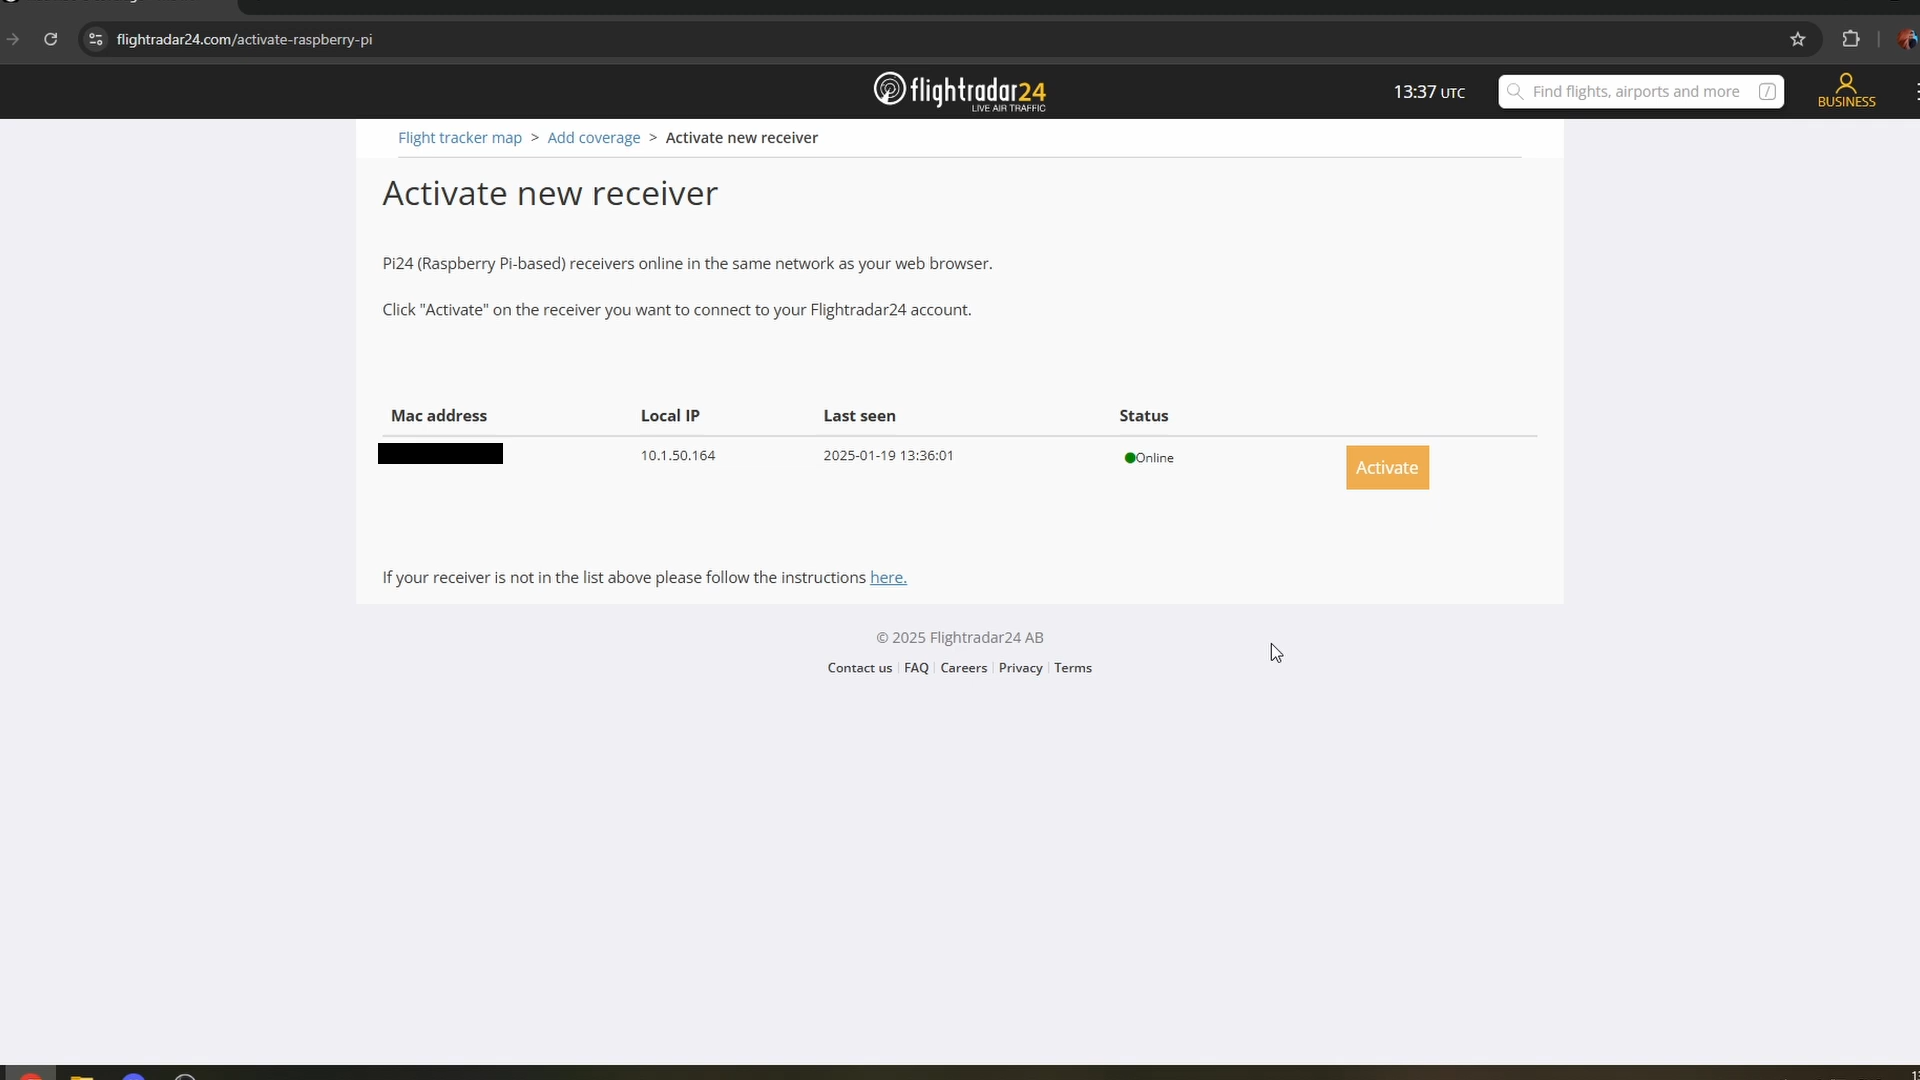 flightradar24.com/activate-raspberry-pi
flightradar24
LIVE AIR TRAFFIC
13:37 UTC
Find flights, airports and more /
BUSINESS
Flight tracker map > Add coverage > Activate new receiver
Activate new receiver
Pi24 (Raspberry Pi-based) receivers online in the same network as your web browser.
Click "Activate" on the receiver you want to connect to your Flightradar24 account.
Mac address Local IP Last seen Status
10.1.50.164 2025-01-19 13:36:01 Online Activate
If your receiver is not in the list above please follow the instructions here.
© 2025 Flightradar24 AB
Contact us | FAQ | Careers | Privacy | Terms